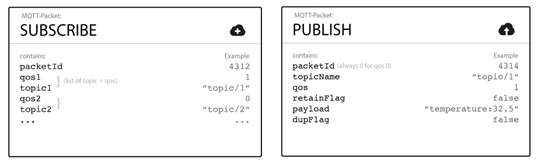 MQTT-Packet:
SUBSCRIBE
contains: Example
packetId 4312
qos1 1
topic1 } (list of topic + qos) "topic/1"
qos2 0
topic2 } "topic/2"
... ...
MQTT-Packet:
PUBLISH
contains: Example
packetId (always 0 for qos 0) 4314
topicName "topic/1"
qos 1
retainFlag false
payload "temperature:32.5"
dupFlag false